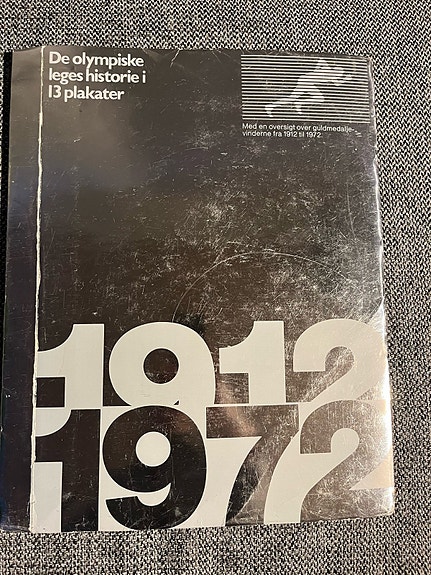 De olympiske
leges historie i
13 plakater
Med en oversigt over guldmedalje-
vinderne fra 1912 til 1972
1912
1972